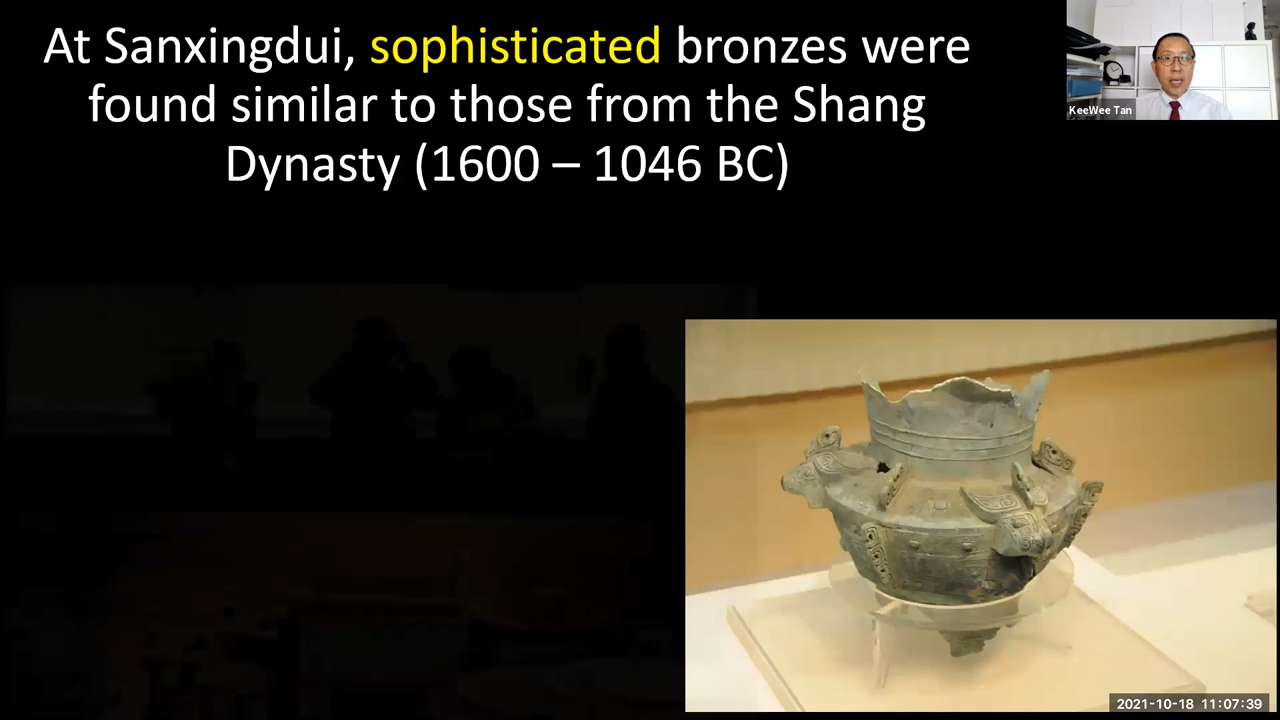 At Sanxingdui, sophisticated bronzes were
found similar to those from the Shang
Dynasty (1600 – 1046 BC)
KeeWee Tan
2021-10-18 11:07:39